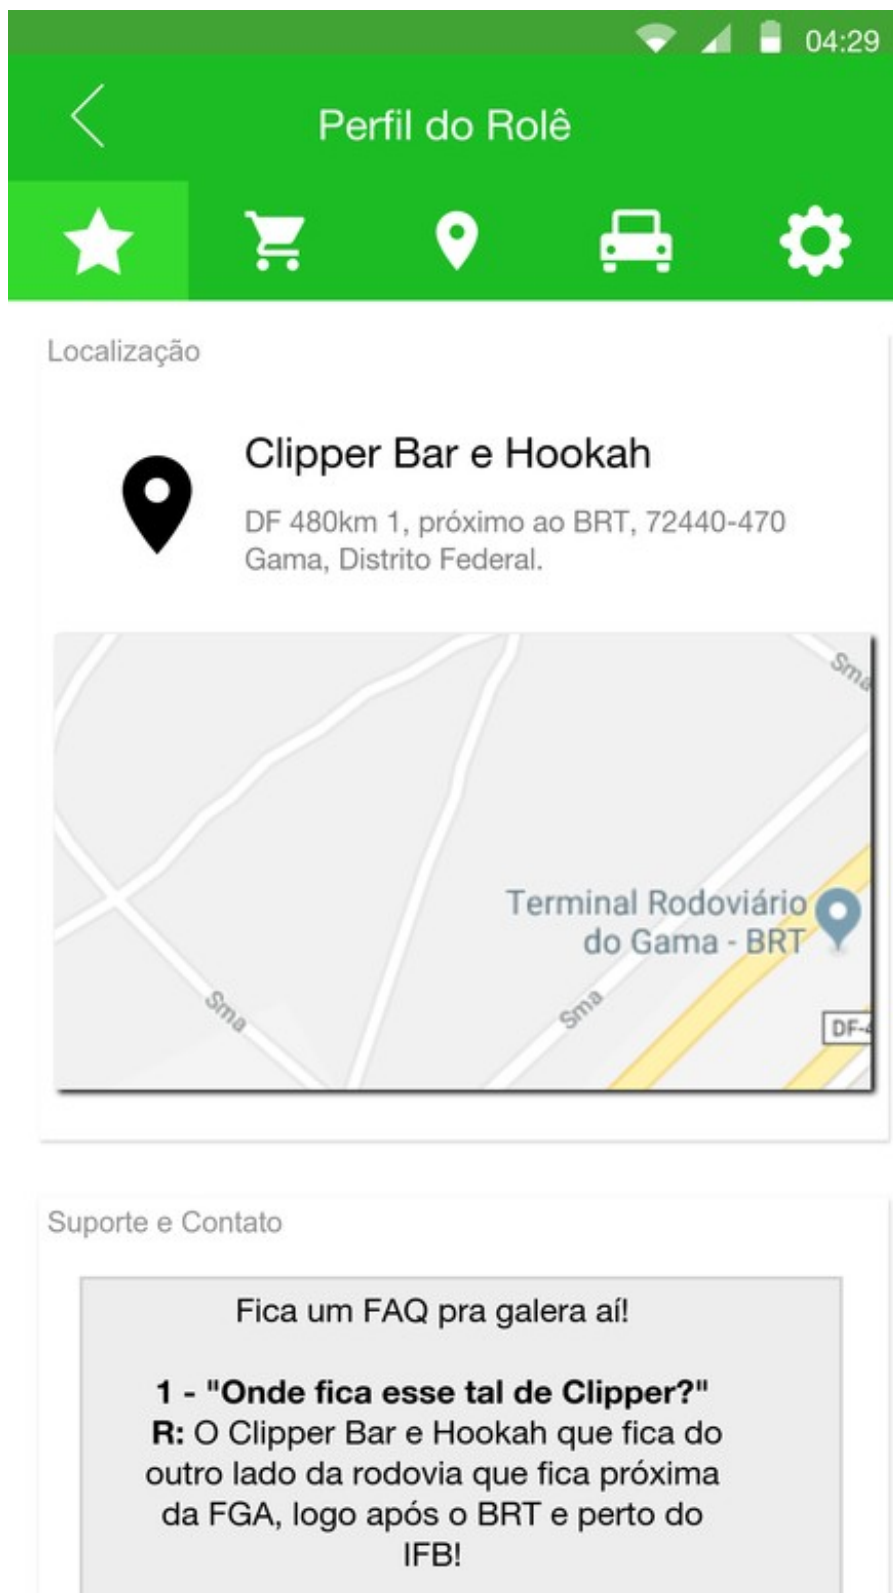 04:29
Perfil do Rolê
Localização
Clipper Bar e Hookah
DF 480km 1, próximo ao BRT, 72440-470
Gama, Distrito Federal.
Sma
Terminal Rodoviário
do Gama - BRT
Sma
Sma
DF-4
Suporte e Contato
Fica um FAQ pra galera aí!
1 - "Onde fica esse tal de Clipper?"
R: O Clipper Bar e Hookah que fica do
outro lado da rodovia que fica próxima
da FGA, logo após o BRT e perto do
IFB!